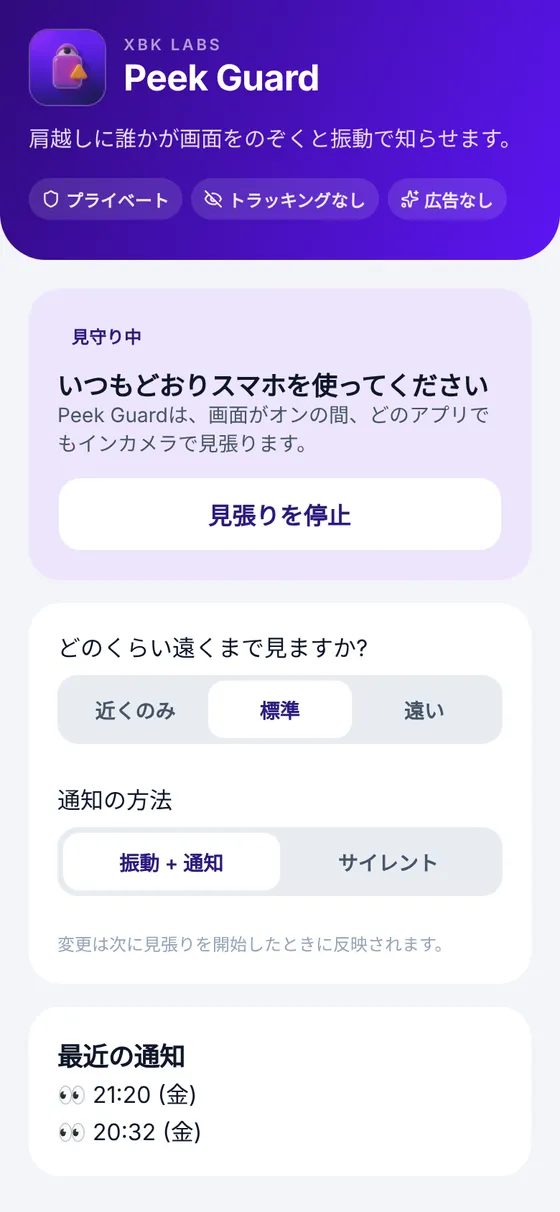 XBK LABS
Peek Guard
肩越しに誰かが画面をのぞくと振動で知らせます。
プライベート
トラッキングなし
広告なし
見守り中
いつもどおりスマホを使ってください
Peek Guardは、画面がオンの間、どのアプリで
もインカメラで見張ります。
見張りを停止
どのくらい遠くまで見ますか?
近くのみ
標準
遠い
通知の方法
振動 + 通知
サイレント
変更は次に見張りを開始したときに反映されます。
最近の通知
👀 21:20 (金)
👀 20:32 (金)